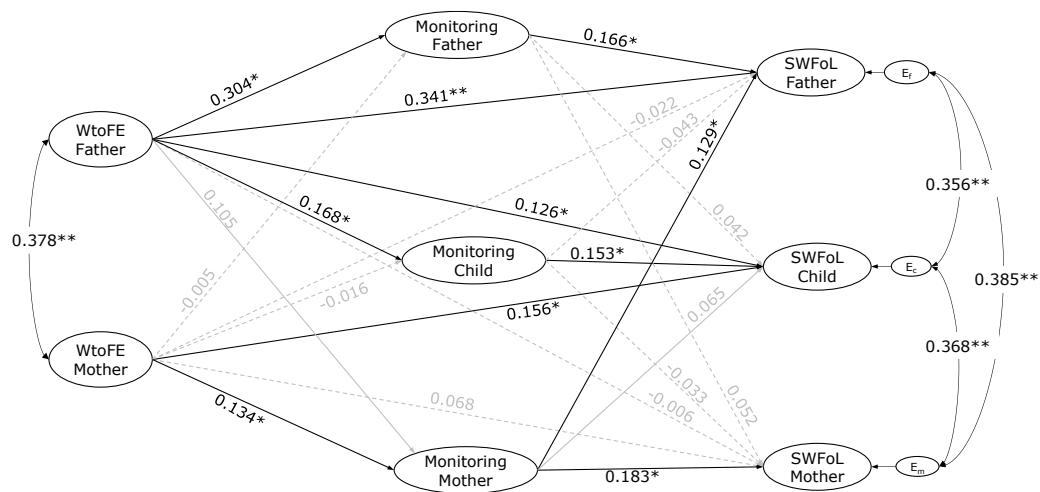 Monitoring
Father
0.166*
SWFoL
Father
E_f
0.304*
0.341**
-0.022
-0.043
0.129*
WtoFE
Father
0.356**
0.105
0.168*
0.126*
0.042
0.378**
Monitoring
Child
0.153*
SWFoL
Child
E_c
-0.005
-0.016
0.385**
0.156*
0.065
WtoFE
Mother
0.368**
0.134*
0.068
-0.033
-0.006
0.052
Monitoring
Mother
0.183*
SWFoL
Mother
E_m